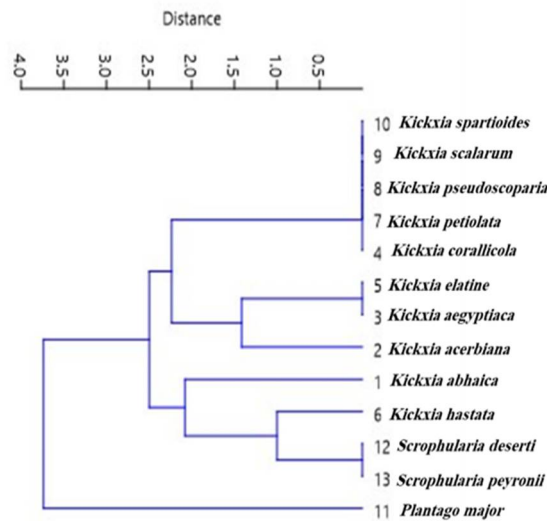 Distance
4.0 3.5 3.0 2.5 2.0 1.5 1.0 0.5
10 Kickxia spartioides
9 Kickxia scalarum
8 Kickxia pseudoscoparia
7 Kickxia petiolata
4 Kickxia corallicola
5 Kickxia elatine
3 Kickxia aegyptiaca
2 Kickxia acerbiana
1 Kickxia abhaica
6 Kickxia hastata
12 Scrophularia deserti
13 Scrophularia peyronii
11 Plantago major